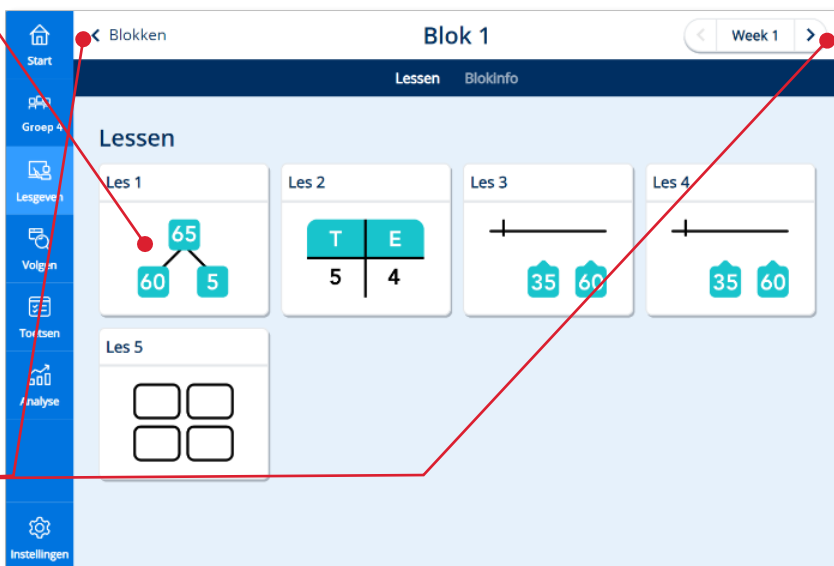 Start
Groep 4
Lesgeven
Volgen
Toetsen
Analyse
Instellingen
Blokken
Blok 1
Week 1
Lessen
BlokInfo
Lessen
Les 1
65
60 5
Les 2
T E
5 4
Les 3
35 60
Les 4
35 60
Les 5